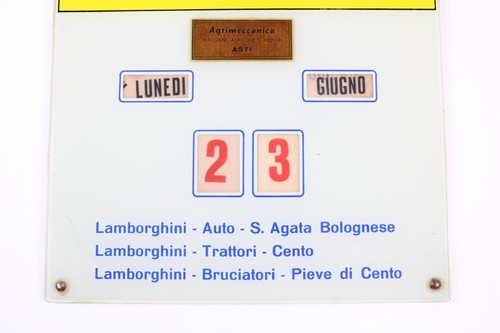 Agrimeccanica
ASTI
LUNEDI GIUGNO
2 3
Lamborghini - Auto - S. Agata Bolognese
Lamborghini - Trattori - Cento
Lamborghini - Bruciatori - Pieve di Cento